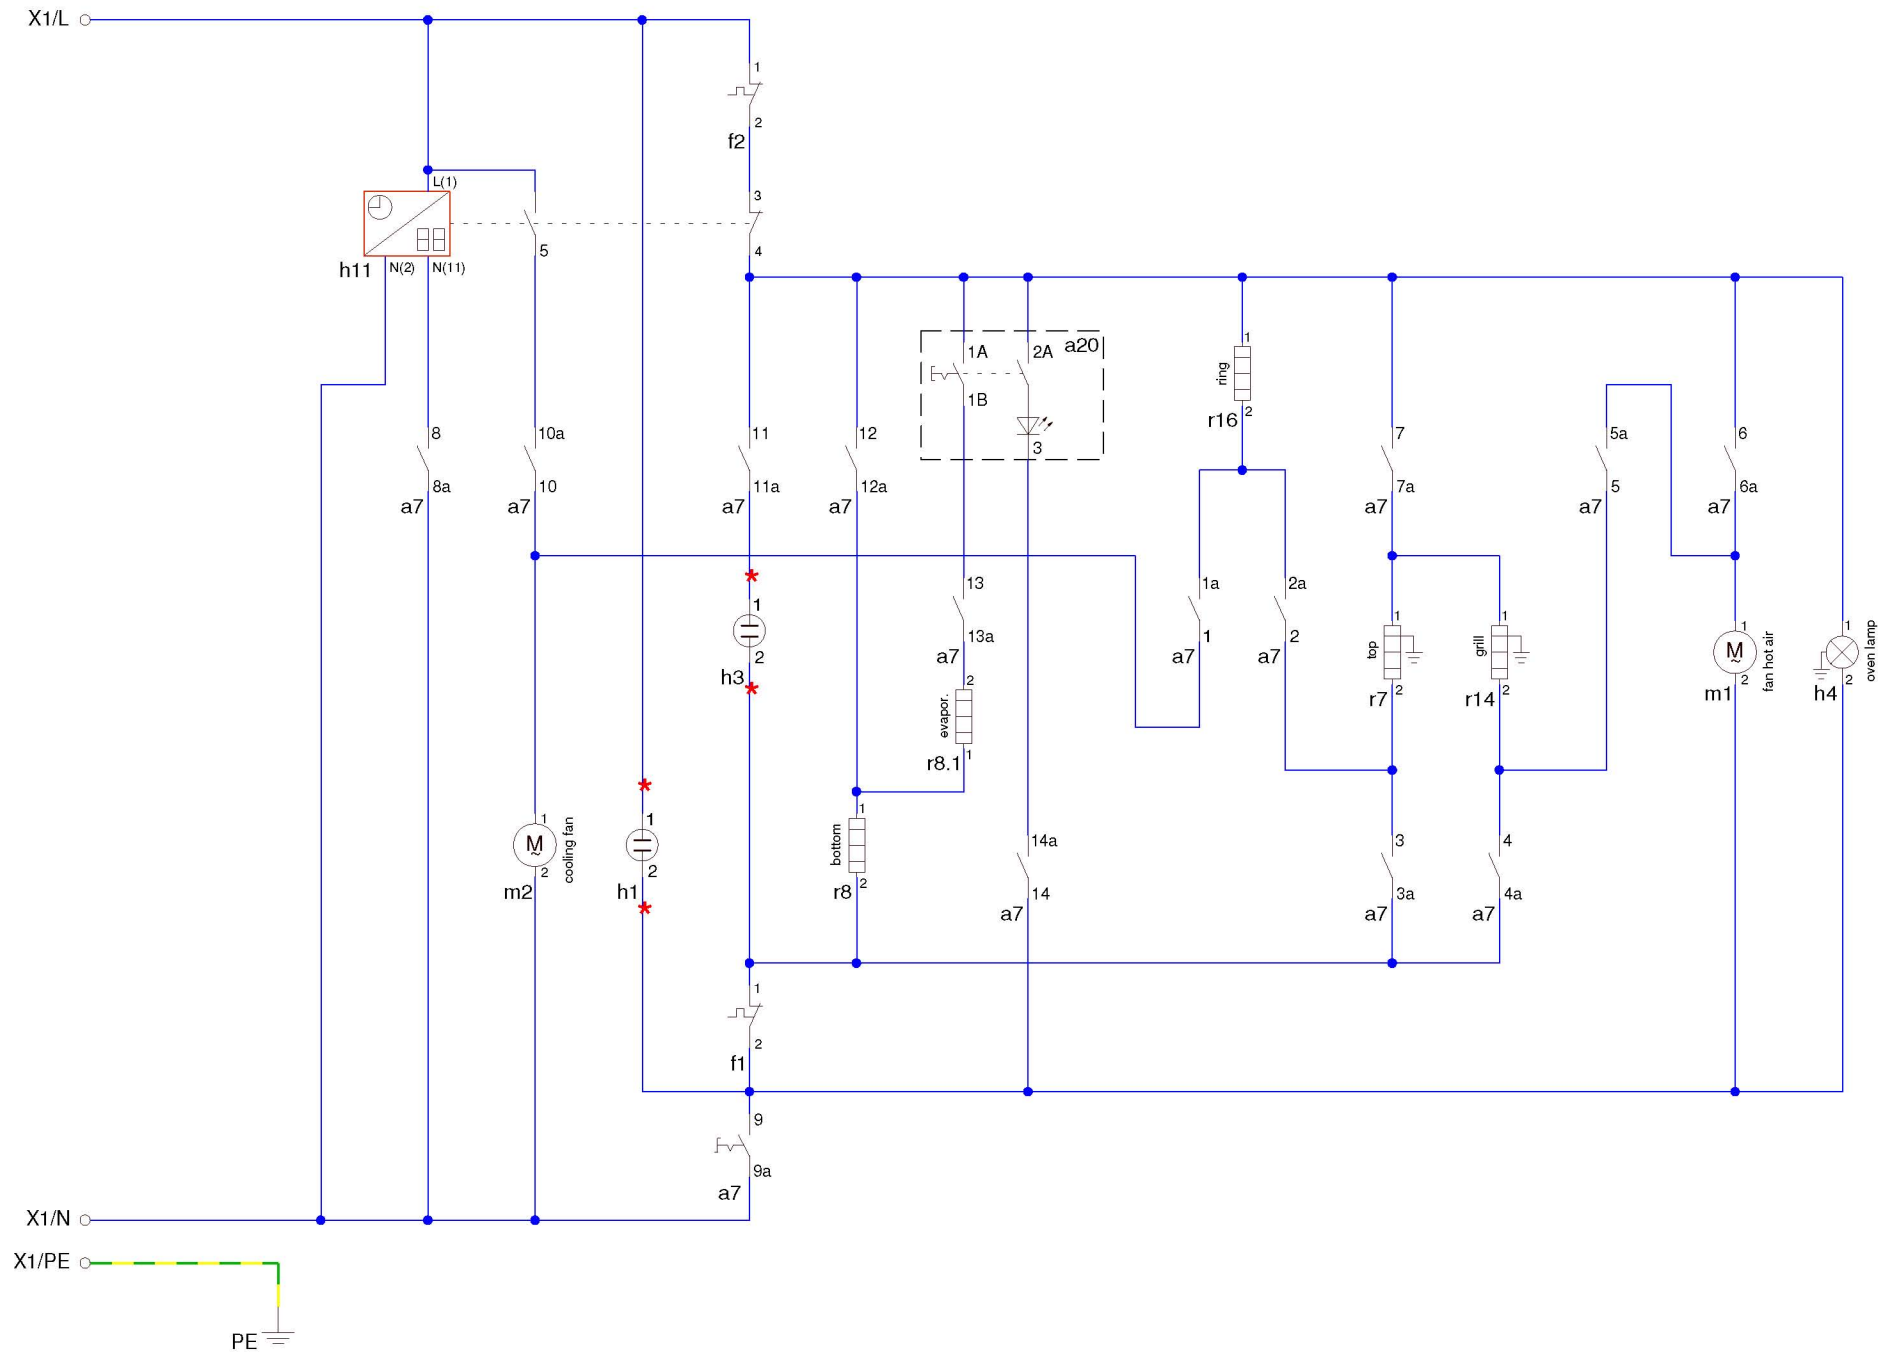 X1/L
1
2
f2
L(1)
3
5
4
h11
N(2)
N(11)
1A
2A
a20
1B
3
ring
1
2
r16
8
10a
11
12
7
5a
6
8a
10
11a
12a
7a
5
6a
a7
a7
a7
a7
a7
a7
a7
*
13
1a
2a
1
2
h3
*
13a
a7
1
a7
2
a7
top
1
2
r7
grill
1
2
r14
M
~
1
2
m1
fan hot air
1
2
h4
oven lamp
evapor.
2
1
r8.1
*
M
~
1
2
m2
cooling fan
1
2
h1
*
bottom
1
2
r8
14a
14
a7
3
3a
a7
4
4a
a7
1
2
f1
9
9a
a7
X1/N
X1/PE
PE